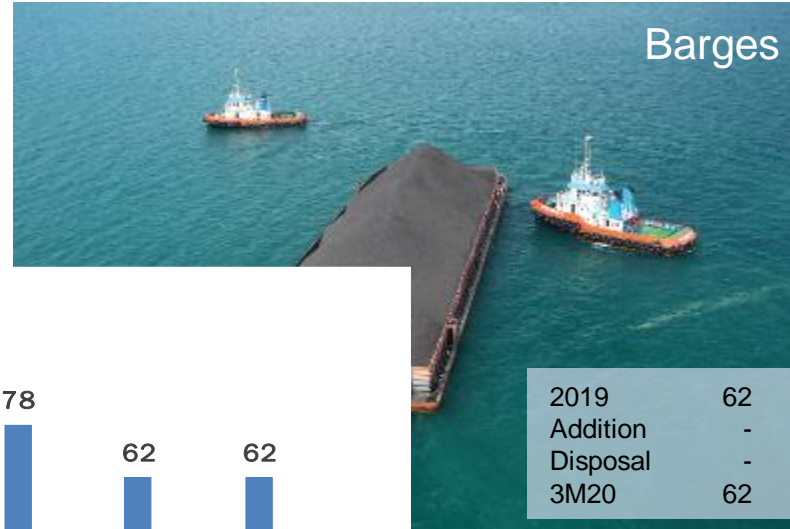 Barges
78
62 62
2019 62
Addition -
Disposal -
3M20 62